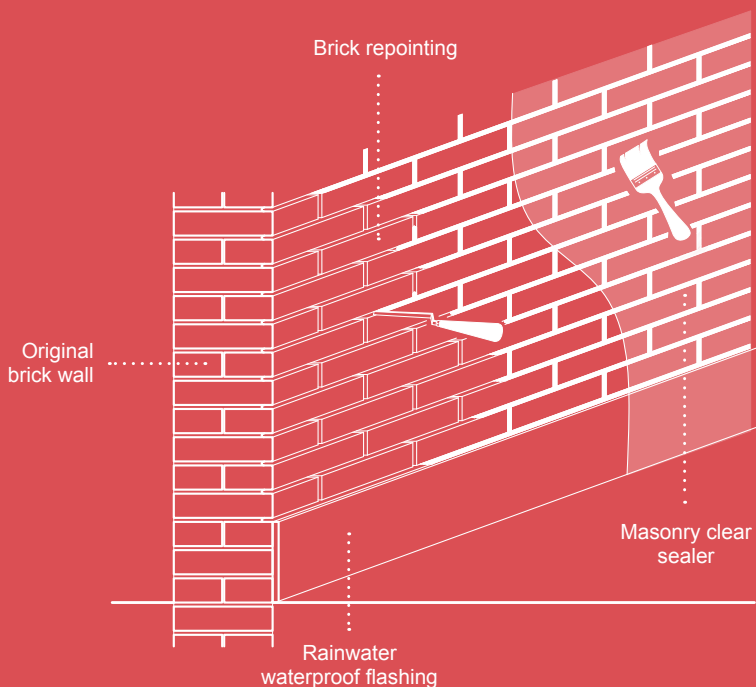 Brick repointing
Original
brick wall
Masonry clear
sealer
Rainwater
waterproof flashing